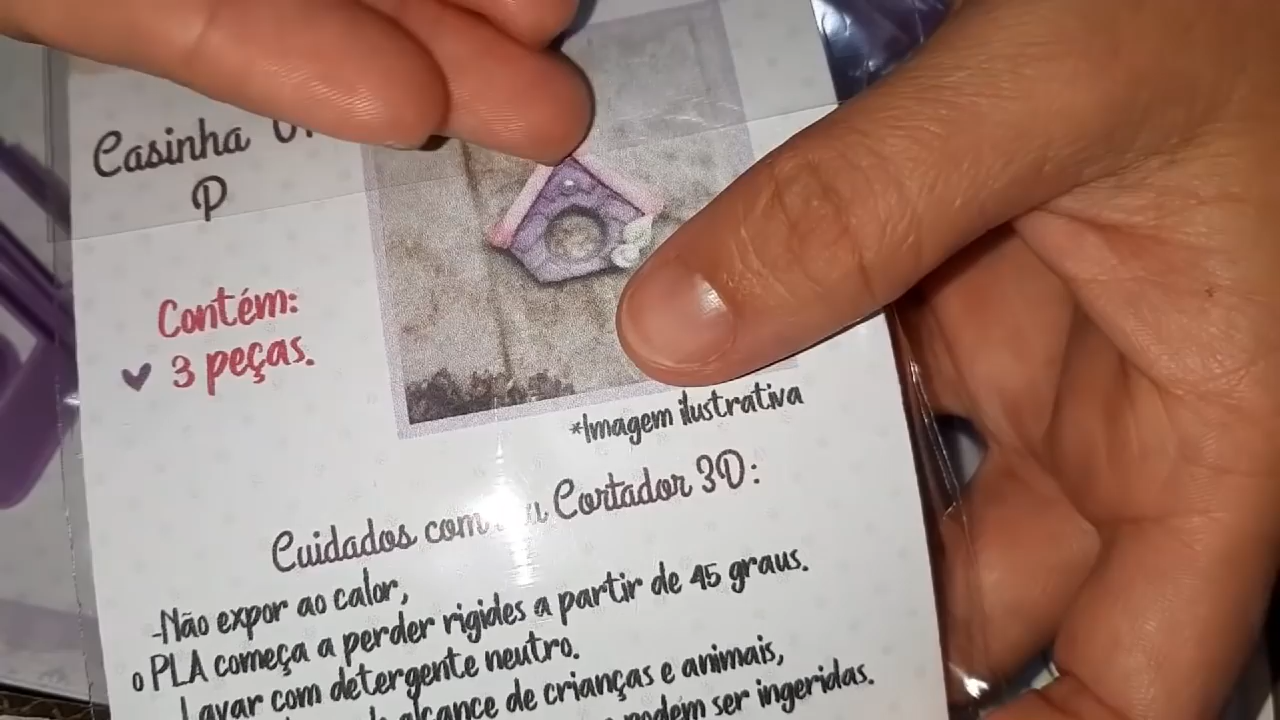 Casinha
P
Contém:
3 peças.
*Imagem ilustrativa
Cuidados com Cortador 3D:
-Não expor ao calor,
o PLA começa a perder rigides a partir de 45 graus.
Lavar com detergente neutro.
alcance de crianças e animais,
podem ser ingeridas.